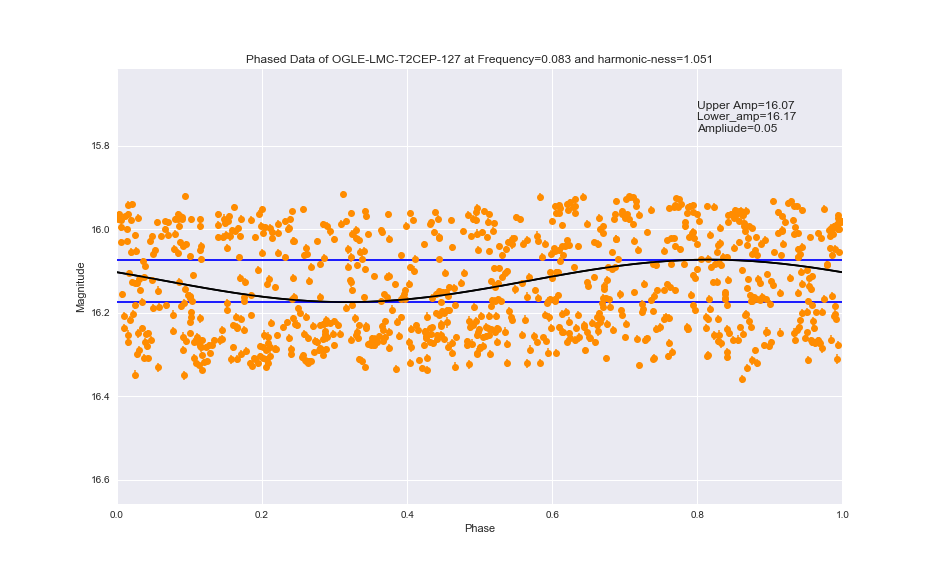 Phased Data of OGLE-LMC-T2CEP-127 at Frequency=0.083 and harmonic-ness=1.051
Upper Amp=16.07
Lower_amp=16.17
Ampliude=0.05
15.8
16.0
16.2
16.4
16.6
Magnitude
0.0 0.2 0.4 0.6 0.8 1.0
Phase